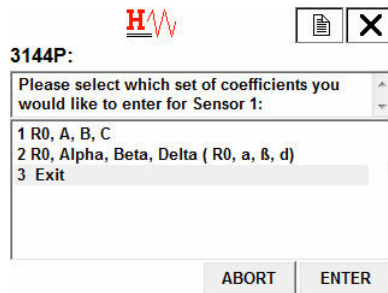 H
3144P:
Please select which set of coefficients you
would like to enter for Sensor 1:
1 R0, A, B, C
2 R0, Alpha, Beta, Delta ( R0, a, ß, d)
3 Exit
ABORT ENTER